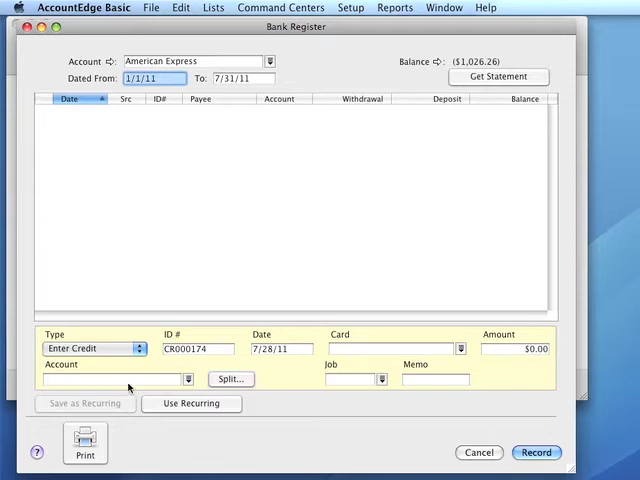 AccountEdge Basic File Edit Lists Command Centers Setup Reports Window Help
Bank Register
Account American Express Balance ($1,026.26)
Dated From: 1/1/11 To: 7/31/11 Get Statement
Date Src ID# Payee Account Withdrawal Deposit Balance
Type ID # Date Card Amount
Enter Credit CR000174 7/28/11 $0.00
Account Job Memo
Split...
Save as Recurring Use Recurring
? Print Cancel Record